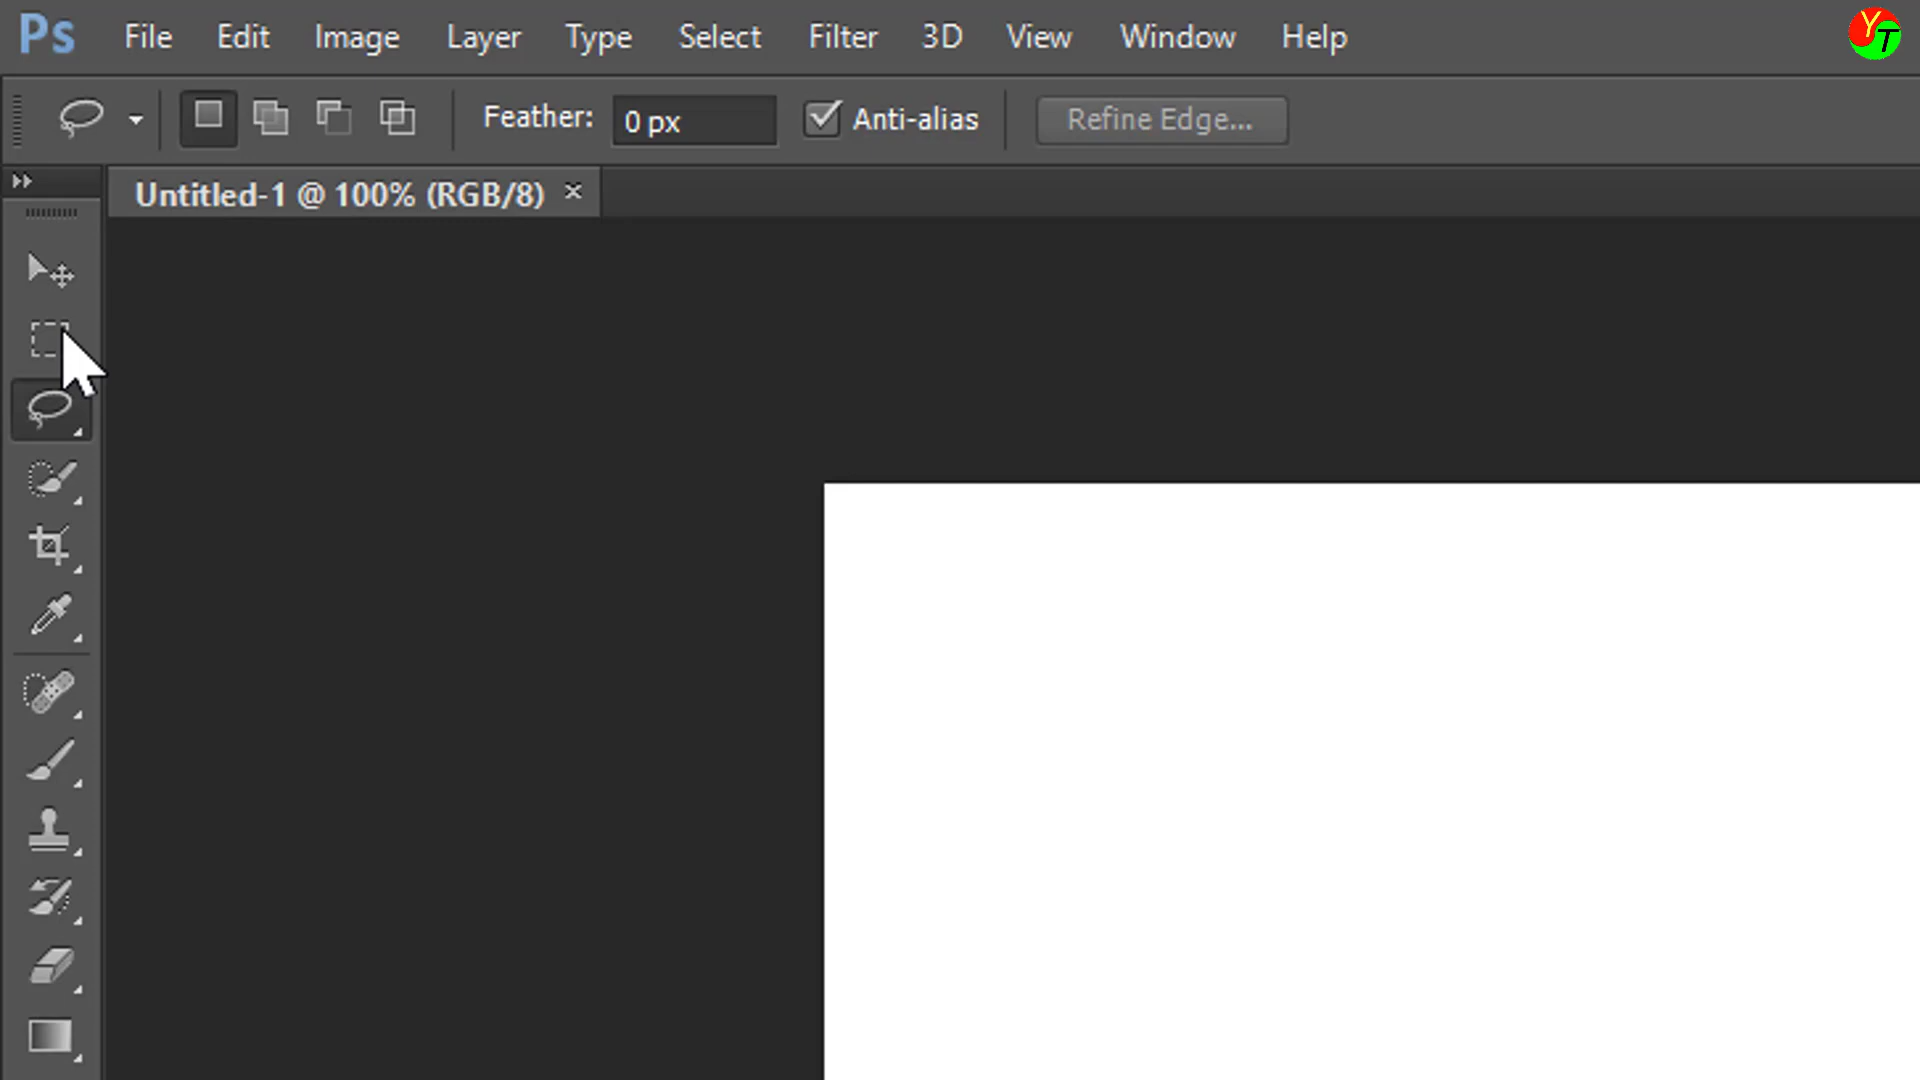 Ps File Edit Image Layer Type Select Filter 3D View Window Help
YT
Feather: 0 px Anti-alias Refine Edge...
Untitled-1 @ 100% (RGB/8) ×